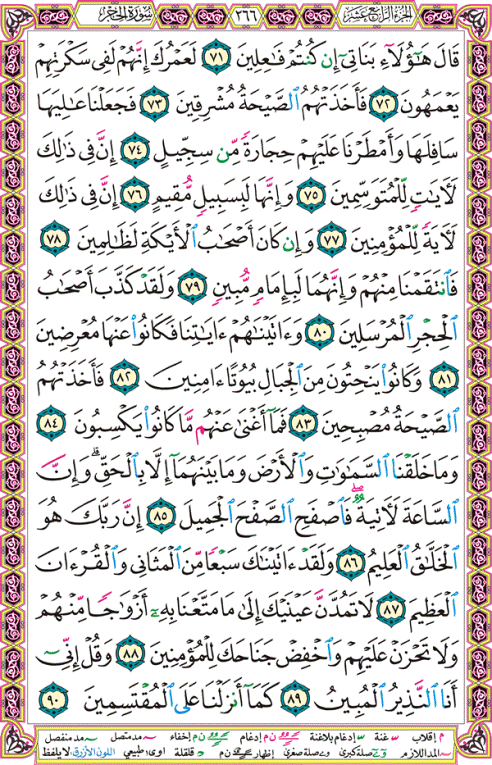 سورة الحجر ٢٦٦ الجزء الرابع عشر
قَالَ هَٰٓؤُلَآءِ بَنَاتِىٓ إِن كُنتُمْ فَٰعِلِينَ ٧١ لَعَمْرُكَ إِنَّهُمْ لَفِى سَكْرَتِهِمْ
يَعْمَهُونَ ٧٢ فَأَخَذَتْهُمُ ٱلصَّيْحَةُ مُشْرِقِينَ ٧٣ فَجَعَلْنَا عَٰلِيَهَا
سَافِلَهَا وَأَمْطَرْنَا عَلَيْهِمْ حِجَارَةً مِّن سِجِّيلٍ ٧٤ إِنَّ فِى ذَٰلِكَ
لَءَايَٰتٍ لِّلْمُتَوَسِّمِينَ ٧٥ وَإِنَّهَا لَبِسَبِيلٍ مُّقِيمٍ ٧٦ إِنَّ فِى ذَٰلِكَ
لَءَايَةً لِّلْمُؤْمِنِينَ ٧٧ وَإِن كَانَ أَصْحَٰبُ ٱلْأَيْكَةِ لَظَٰلِمِينَ ٧٨
فَٱنتَقَمْنَا مِنْهُمْ وَإِنَّهُمَا لَبِإِمَامٍ مُّبِينٍ ٧٩ وَلَقَدْ كَذَّبَ أَصْحَٰبُ
ٱلْحِجْرِ ٱلْمُرْسَلِينَ ٨٠ وَءَاتَيْنَٰهُمْ ءَايَٰتِنَا فَكَانُوا۟ عَنْهَا مُعْرِضِينَ
٨١ وَكَانُوا۟ يَنْحِتُونَ مِنَ ٱلْجِبَالِ بُيُوتًا ءَامِنِينَ ٨٢ فَأَخَذَتْهُمُ
ٱلصَّيْحَةُ مُصْبِحِينَ ٨٣ فَمَآ أَغْنَىٰ عَنْهُم مَّا كَانُوا۟ يَكْسِبُونَ ٨٤
وَمَا خَلَقْنَا ٱلسَّمَٰوَٰتِ وَٱلْأَرْضَ وَمَا بَيْنَهُمَآ إِلَّا بِٱلْحَقِّ ۗ وَإِنَّ
ٱلسَّاعَةَ لَءَاتِيَةٌ ۖ فَٱصْفَحِ ٱلصَّفْحَ ٱلْجَمِيلَ ٨٥ إِنَّ رَبَّكَ هُوَ
ٱلْخَلَّٰقُ ٱلْعَلِيمُ ٨٦ وَلَقَدْ ءَاتَيْنَٰكَ سَبْعًا مِّنَ ٱلْمَثَانِى وَٱلْقُرْءَانَ
ٱلْعَظِيمَ ٨٧ لَا تَمُدَّنَّ عَيْنَيْكَ إِلَىٰ مَا مَتَّعْنَا بِهِۦٓ أَزْوَٰجًا مِّنْهُمْ
وَلَا تَحْزَنْ عَلَيْهِمْ وَٱخْفِضْ جَنَاحَكَ لِلْمُؤْمِنِينَ ٨٨ وَقُلْ إِنِّىٓ
أَنَا ٱلنَّذِيرُ ٱلْمُبِينُ ٨٩ كَمَآ أَنزَلْنَا عَلَى ٱلْمُقْتَسِمِينَ ٩٠
م إقلاب غنة إدغام بلاغنة ن م إدغام ن م إخفاء مد متصل مد منفصل
المد اللازم صلة كبرى صلة صغرى إظهار ن م قلقلة اوى؛ طبيعي اللون الأزرق: لا يلفظ